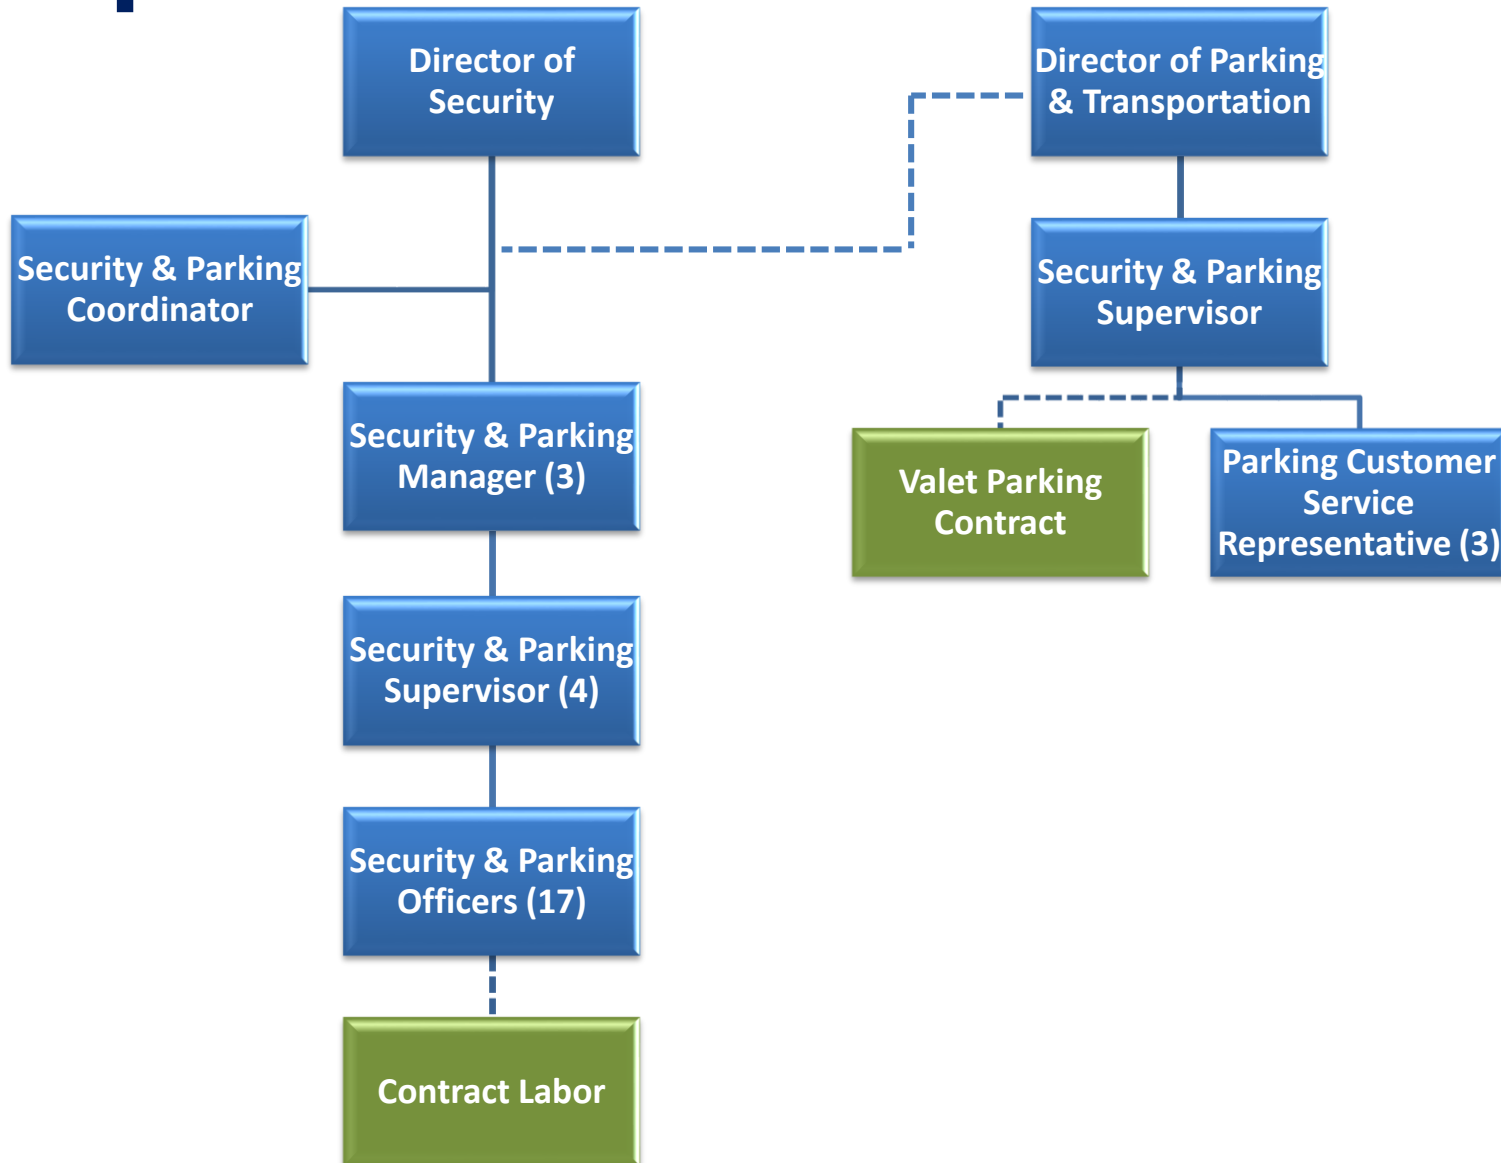 Director of
Security
Director of Parking
& Transportation
Security & Parking
Coordinator
Security & Parking
Supervisor
Security & Parking
Manager (3)
Valet Parking
Contract
Parking Customer
Service
Representative (3)
Security & Parking
Supervisor (4)
Security & Parking
Officers (17)
Contract Labor